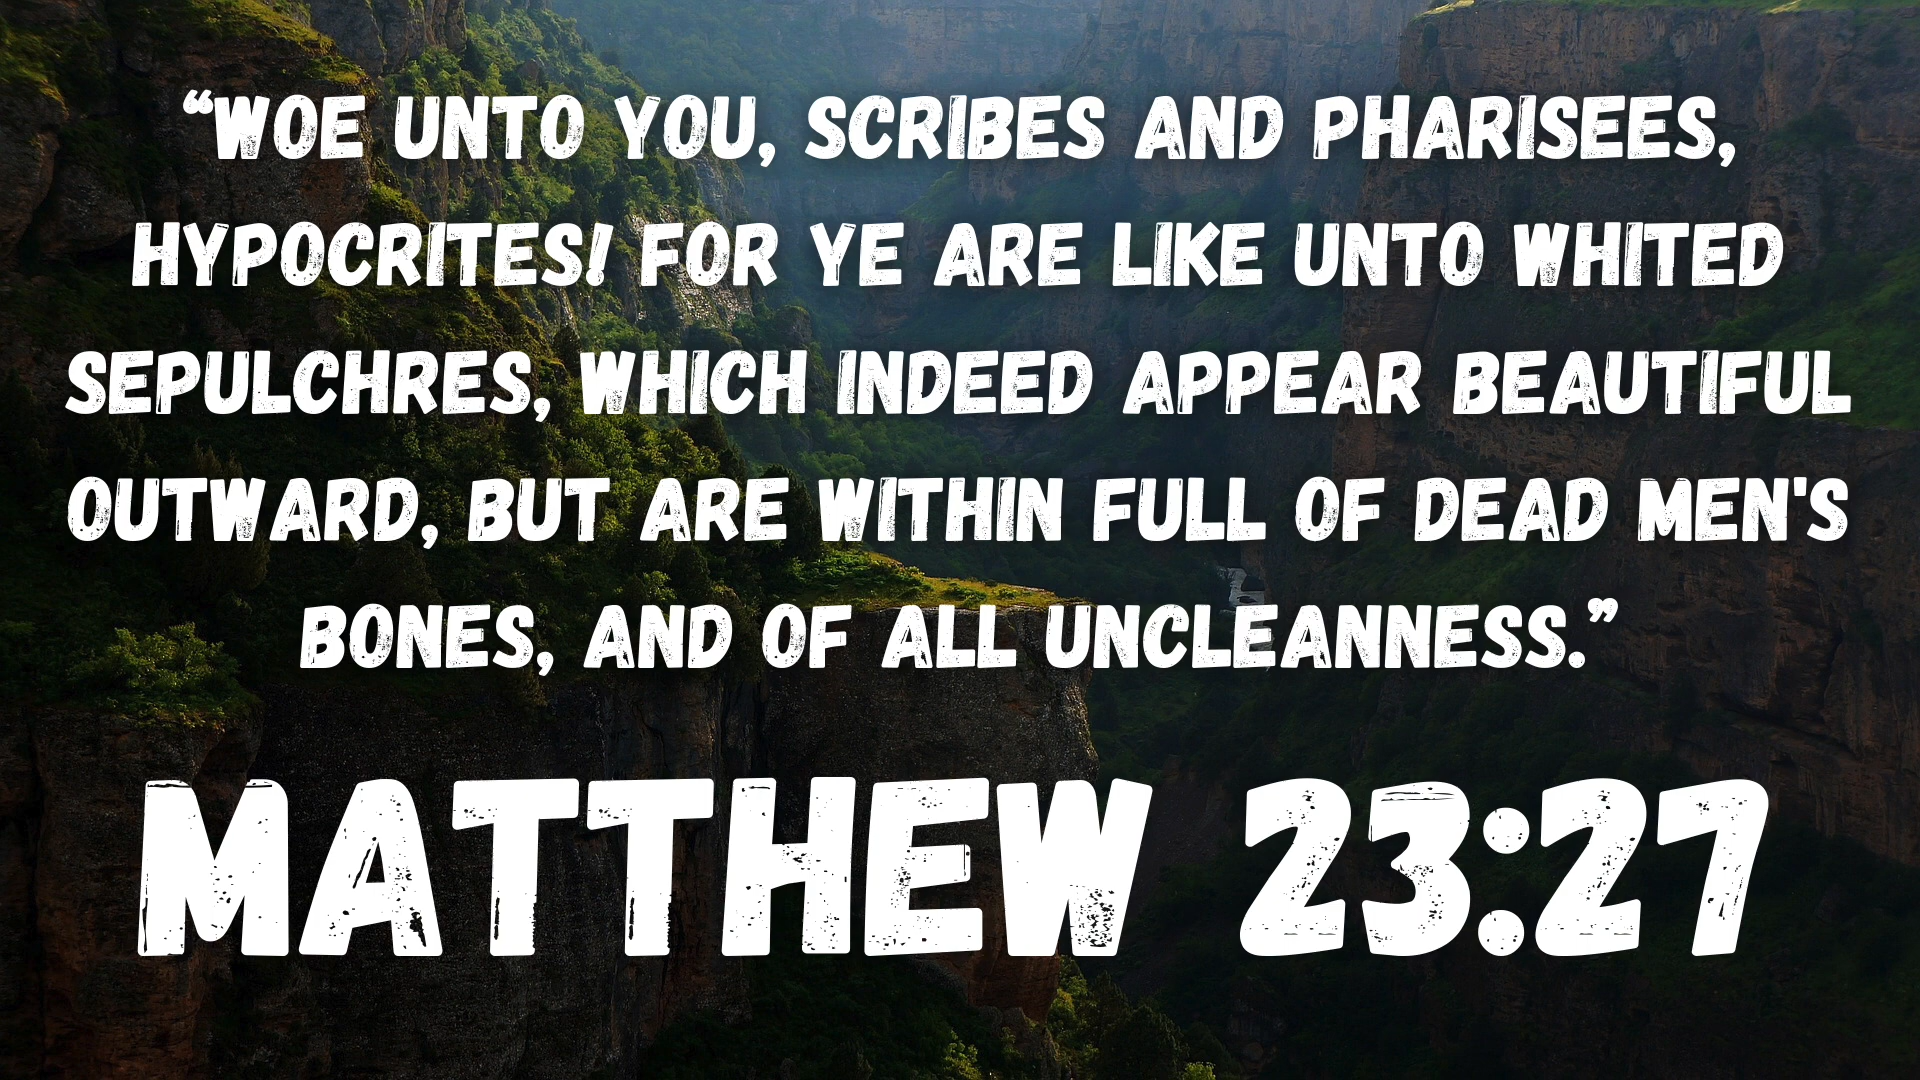 “WOE UNTO YOU, SCRIBES AND PHARISEES,
HYPOCRITES! FOR YE ARE LIKE UNTO WHITED
SEPULCHRES, WHICH INDEED APPEAR BEAUTIFUL
OUTWARD, BUT ARE WITHIN FULL OF DEAD MEN'S
BONES, AND OF ALL UNCLEANNESS.”
MATTHEW 23:27